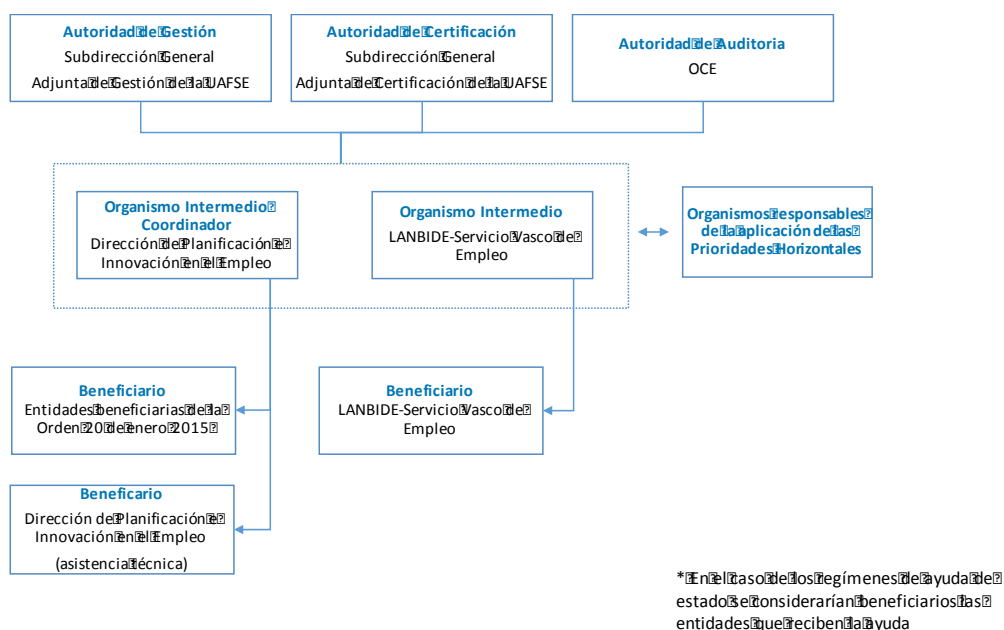 Autoridad de Gestión
Subdirección General
Adjunta de Gestión de la UAFSE
Autoridad de Certificación
Subdirección General
Adjunta de Certificación de la UAFSE
Autoridad de Auditoria
OCE
Organismo Intermedio
Coordinador
Dirección de Planificación e
Innovación en el Empleo
Organismo Intermedio
LANBIDE-Servicio Vasco de
Empleo
Organismos responsables
de la aplicación de las
Prioridades Horizontales
Beneficiario
Entidades beneficiarias de la
Orden 20 de enero 2015
Beneficiario
LANBIDE-Servicio Vasco de
Empleo
Beneficario
Dirección de Planificación e
Innovación en el Empleo
(asistencia técnica)
* En el caso de los regímenes de ayuda de
estado se considerarían beneficiarios las
entidades que reciben la ayuda